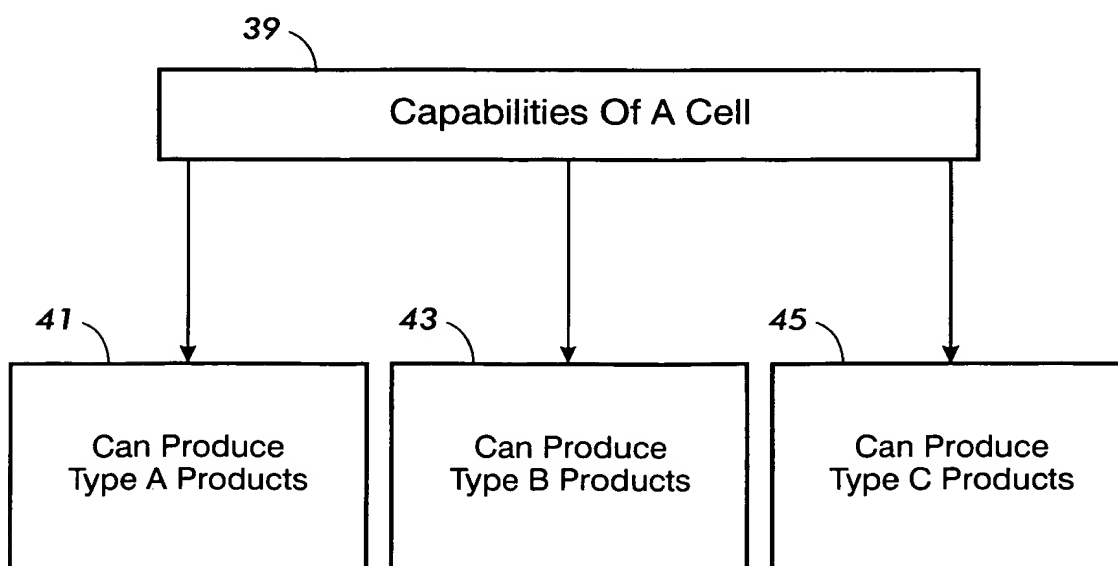 39
Capabilities Of A Cell
41
43
45
Can Produce
Type A Products
Can Produce
Type B Products
Can Produce
Type C Products